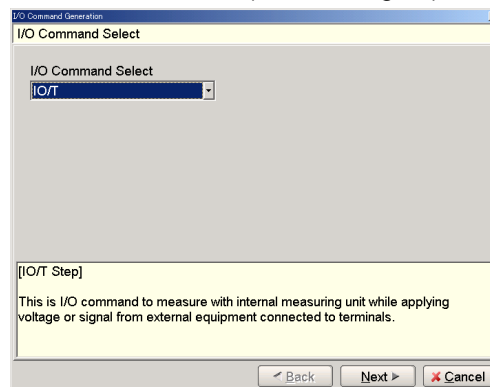 I/O Command Generation
I/O Command Select
I/O Command Select
IO/T
[IO/T Step]
This is I/O command to measure with internal measuring unit while applying
voltage or signal from external equipment connected to terminals.
Back Next Cancel